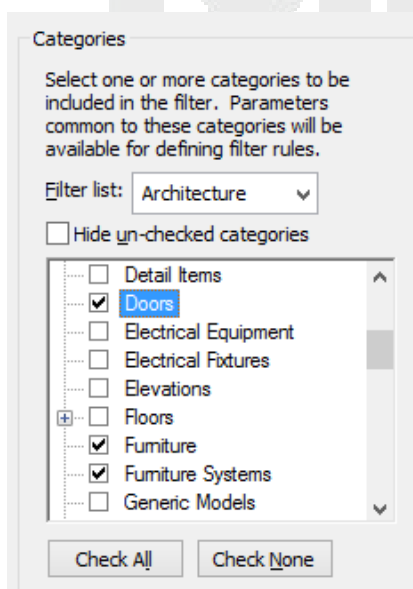 Categories
Select one or more categories to be
included in the filter. Parameters
common to these categories will be
available for defining filter rules.
Filter list: Architecture
Hide un-checked categories
Detail Items
Doors
Electrical Equipment
Electrical Fixtures
Elevations
Floors
Furniture
Furniture Systems
Generic Models
Check All Check None